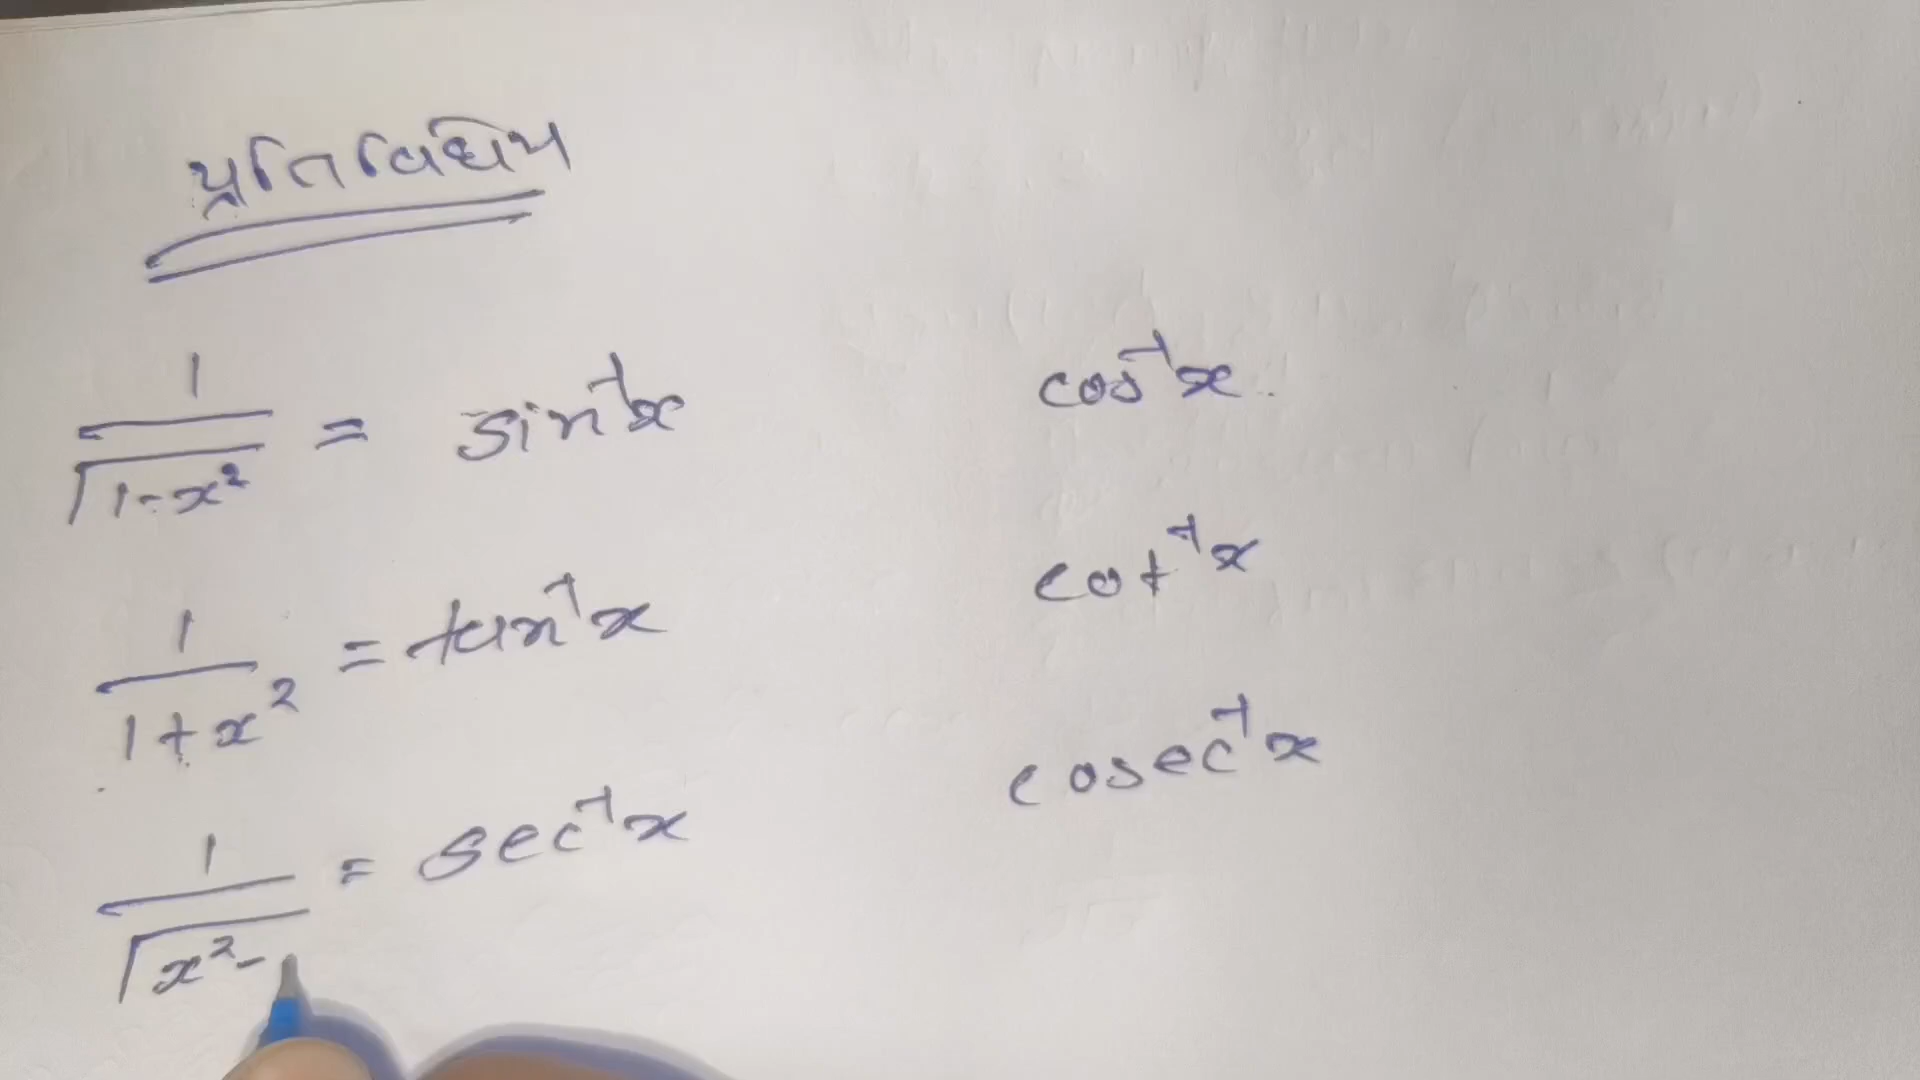 પ્રતિવિધેય
1/√(1-x²) = sin⁻¹x cos⁻¹x
1/(1+x²) = tan⁻¹x cot⁻¹x
1/√(x²- = sec⁻¹x cosec⁻¹x